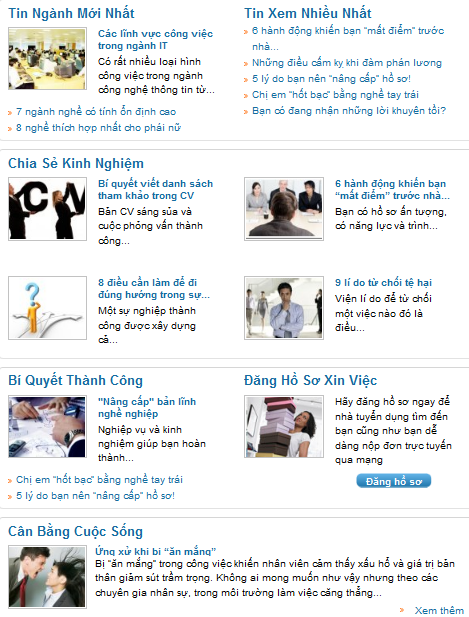 Tin Ngành Mới Nhất
Các lĩnh vực công việc
trong ngành IT
Có rất nhiều loại hình
công việc trong ngành
công nghệ thông tin từ...
» 7 ngành nghề có tính ổn định cao
» 8 nghề thích hợp nhất cho phái nữ
Tin Xem Nhiều Nhất
» 6 hành động khiến bạn “mất điểm” trước
nhà...
» Những điều cấm kỵ khi đàm phán lương
» 5 lý do bạn nên “nâng cấp” hồ sơ!
» Chị em “hốt bạc” bằng nghề tay trái
» Bạn có đang nhận những lời khuyên tồi?
Chia Sẻ Kinh Nghiệm
Bí quyết viết danh sách
tham khảo trong CV
Bản CV sáng sủa và
cuộc phỏng vấn thành
công...
CV
6 hành động khiến bạn
“mất điểm” trước nhà...
Bạn có hồ sơ ấn tượng,
có năng lực và trình...
8 điều cần làm để đi
đúng hướng trong sự...
Một sự nghiệp thành
công được xây dựng
cả...
9 lí do từ chối tệ hại
Viện lí do để từ chối
một việc nào đó là
điều...
Bí Quyết Thành Công
"Nâng cấp" bản lĩnh
nghề nghiệp
Nghiệp vụ và kinh
nghiệm giúp bạn hoàn
thành...
» Chị em “hốt bạc” bằng nghề tay trái
» 5 lý do bạn nên “nâng cấp” hồ sơ!
Đăng Hồ Sơ Xin Việc
Hãy đăng hồ sơ ngay để
nhà tuyển dụng tìm đến
bạn cũng như bạn dễ
dàng nộp đơn trực tuyến
qua mạng
Đăng hồ sơ
Cân Bằng Cuộc Sống
Ứng xử khi bị “ăn mắng”
Bị “ăn mắng” trong công việc khiến nhân viên cảm thấy xấu hổ và giá trị bản
thân giảm sút trầm trọng. Không ai mong muốn như vậy nhưng theo các
chuyên gia nhân sự, trong môi trường làm việc căng thẳng...
» Xem thêm